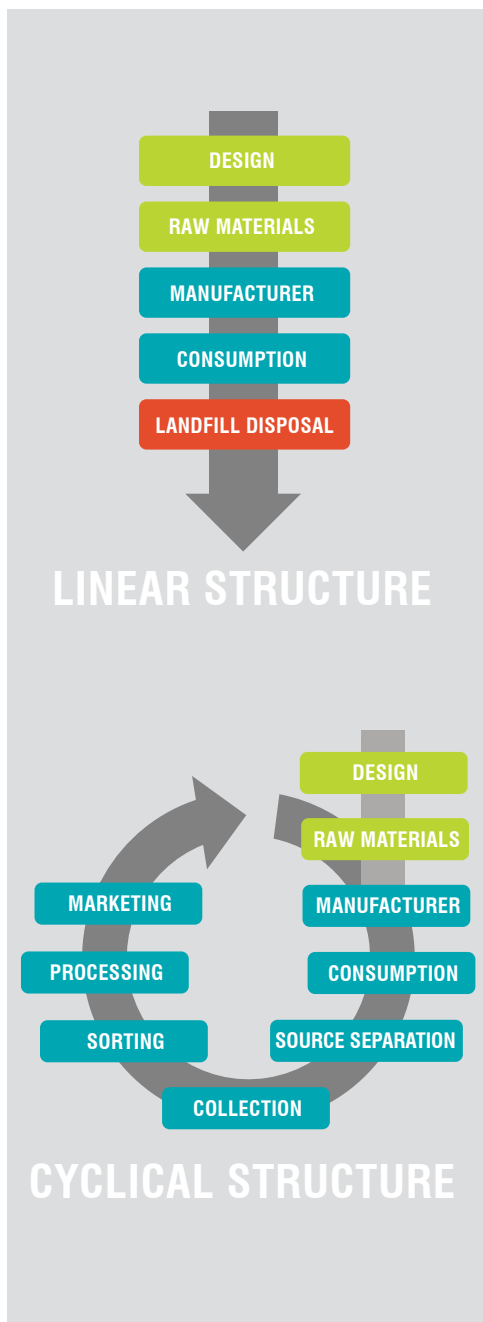 DESIGN
RAW MATERIALS
MANUFACTURER
CONSUMPTION
LANDFILL DISPOSAL
LINEAR STRUCTURE
DESIGN
RAW MATERIALS
MANUFACTURER
CONSUMPTION
SOURCE SEPARATION
COLLECTION
SORTING
PROCESSING
MARKETING
CYCLICAL STRUCTURE